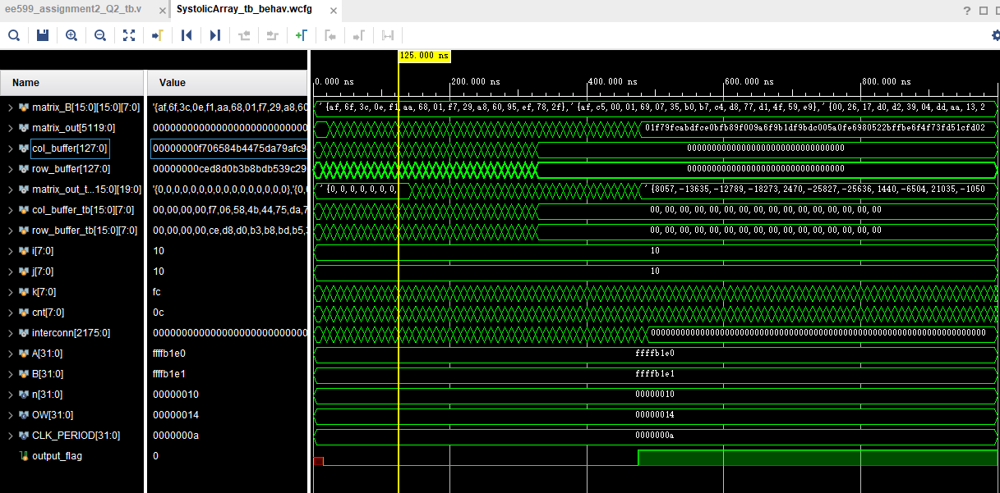 ee599_assignment2_Q2_tb.v × SystolicArray_tb_behav.wcfg × ?
125.000 ns
Name Value 0.000 ns 200.000 ns 400.000 ns 600.000 ns 800.000 ns
matrix_B[15:0][15:0][7:0] '{af,6f,3c,0e,f1,aa,68,01,f7,29,a8,60 '{af,6f,3c,0e,f1,aa,68,01,f7,29,a8,60,95,ef,78,2f},'{af,c5,00,01,69,07,35,b0,b7,c4,d8,77,d1,4f,59,e9},'{00,26,17,d0,d2,39,04,dd,aa,13,2
matrix_out[5119:0] 01f79fcabdfce0bfb89f009a6f9b1df9bdc005a0fe6980522bffbe6f4f73fd51cfd02
col_buffer[127:0] 00000000f706584b4475da79afc9 00000000000000000000000000000000
row_buffer[127:0] 00000000ced8d0b3b8bdb539c29 00000000000000000000000000000000
matrix_out_t...15:0][19:0] '{0,0,0,0,0,0,0,0,0,0,0,0,0,0,0,0},'{0, '{0,0,0,0,0,0,0, '{8057,-13635,-12789,-18273,2470,-25827,-25636,1440,-6504,21035,-1050
col_buffer_tb[15:0][7:0] 00,00,00,00,f7,06,58,4b,44,75,da,7 00,00,00,00,00,00,00,00,00,00,00,00,00,00,00,00
row_buffer_tb[15:0][7:0] 00,00,00,00,ce,d8,d0,b3,b8,bd,b5, 00,00,00,00,00,00,00,00,00,00,00,00,00,00,00,00
i[7:0] 10 10
j[7:0] 10 10
k[7:0] fc
cnt[7:0] 0c
interconn[2175:0]
A[31:0] ffffb1e0 ffffb1e0
B[31:0] ffffb1e1 ffffb1e1
n[31:0] 00000010 00000010
OW[31:0] 00000014 00000014
CLK_PERIOD[31:0] 0000000a 0000000a
output_flag 0